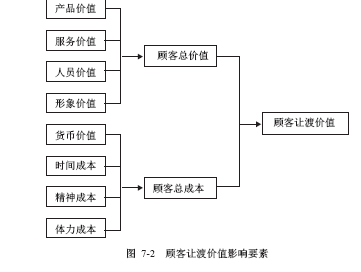 产品价值
服务价值
人员价值
形象价值
顾客总价值
货币价值
时间成本
精神成本
体力成本
顾客总成本
顾客让渡价值
图 7-2 顾客让渡价值影响要素